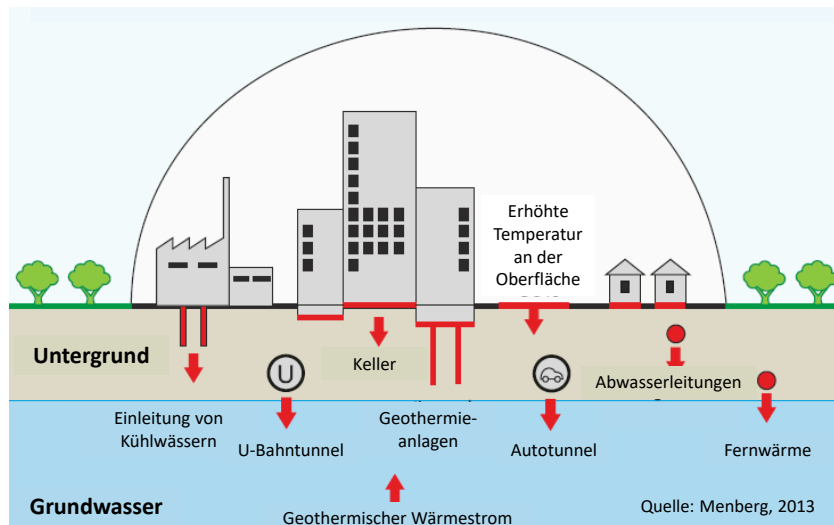 Erhöhte
Temperatur
an der
Oberfläche
Untergrund
Keller
U
Abwasserleitungen
Einleitung von
Kühlwässern
U-Bahntunnel
Geothermie-
anlagen
Autotunnel
Fernwärme
Grundwasser
Geothermischer Wärmestrom
Quelle: Menberg, 2013